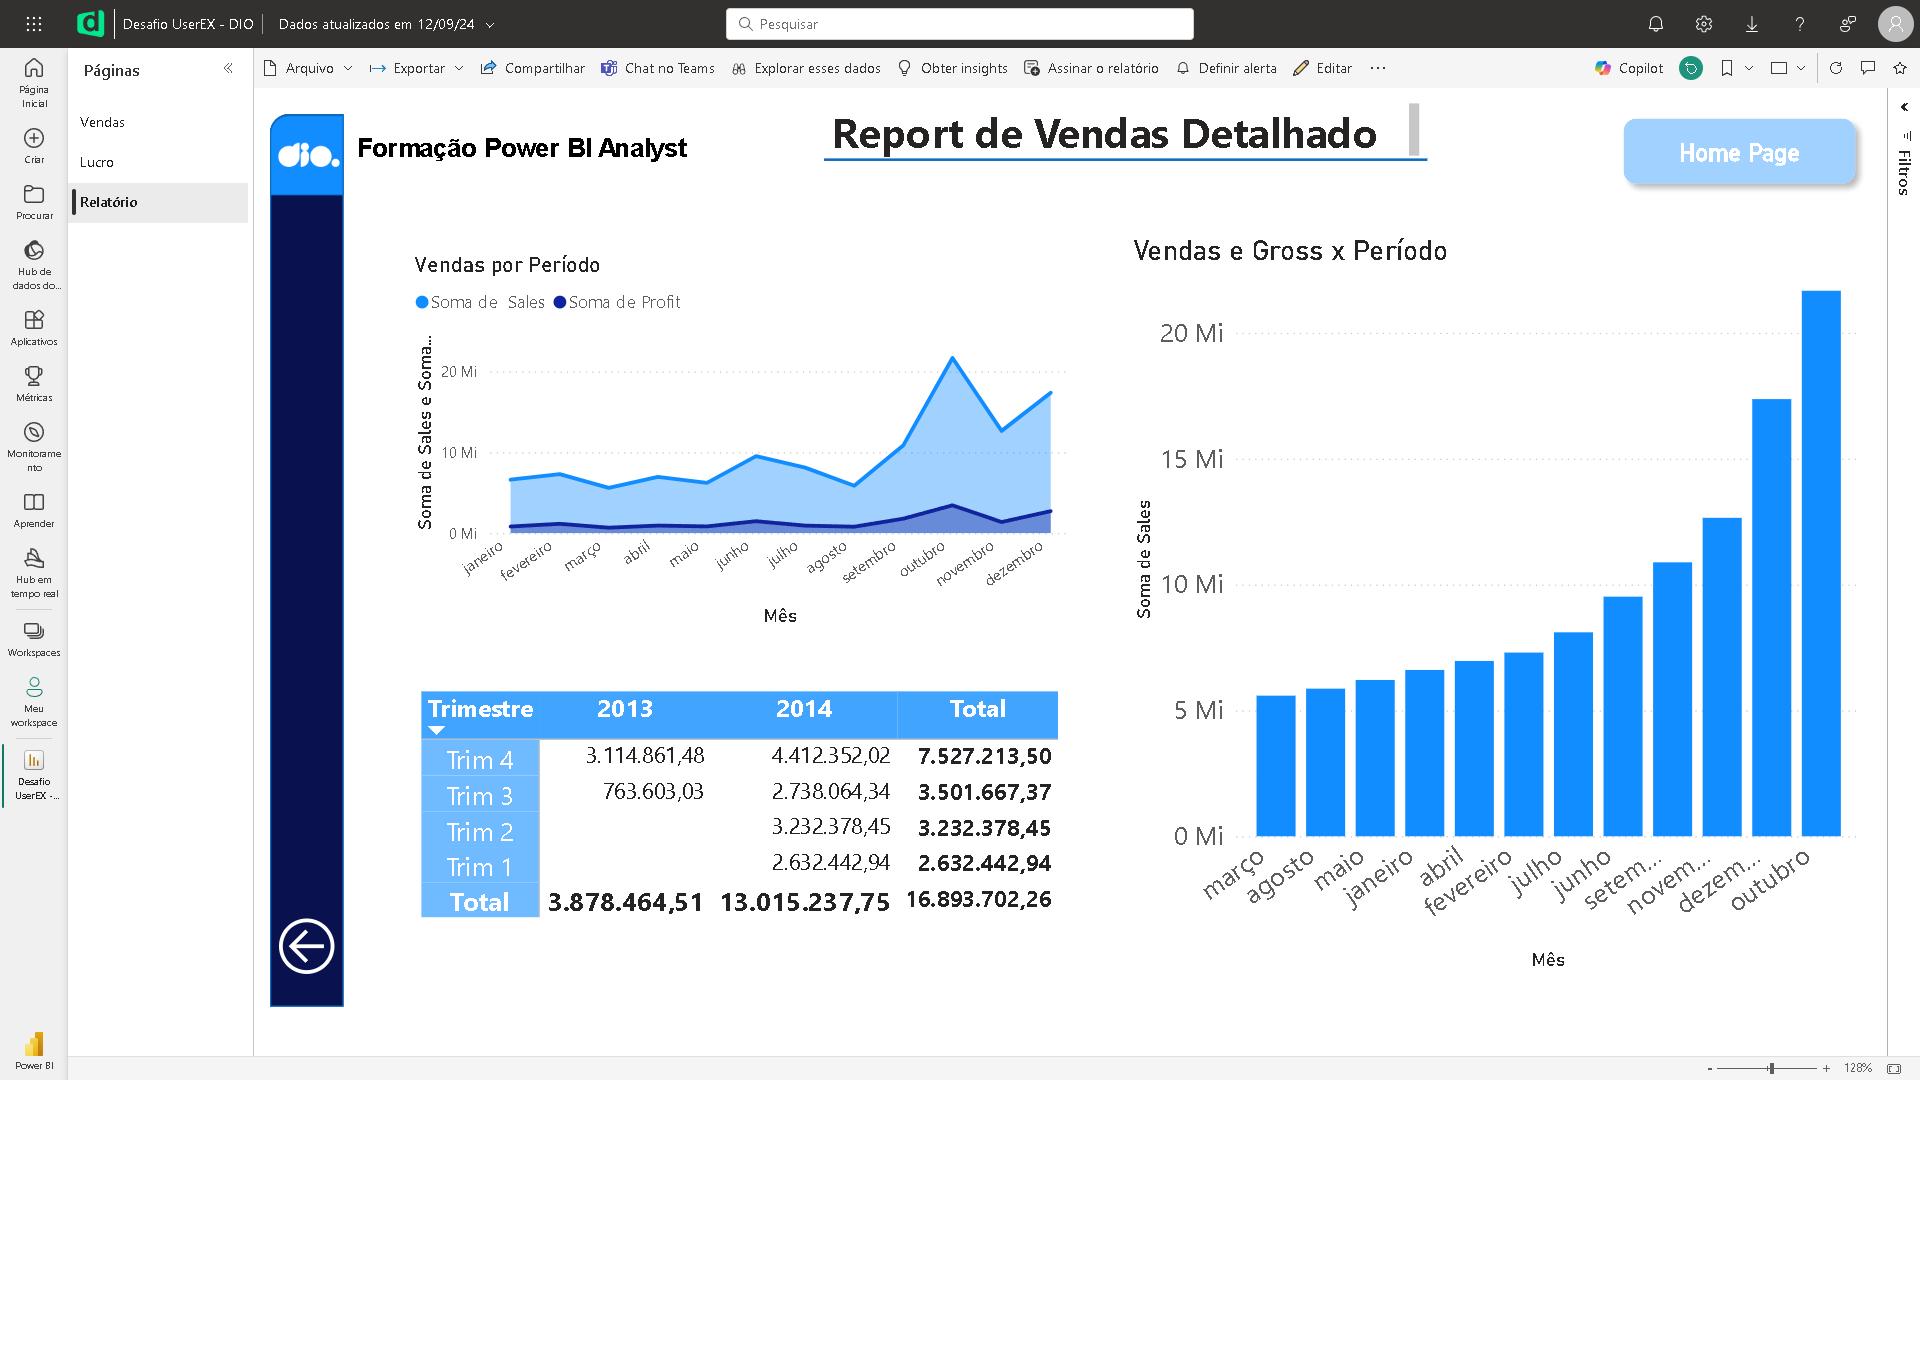 Desafio UserEX - DIO
Dados atualizados em 12/09/24
Pesquisar
Página
Inicial
Criar
Procurar
Hub de
dados do...
Aplicativos
Métricas
Monitorame
nto
Aprender
Hub em
tempo real
Workspaces
Meu
workspace
Desafio
UserEX -...
Power BI
Páginas
Vendas
Lucro
Relatório
Arquivo
Exportar
Compartilhar
Chat no Teams
Explorar esses dados
Obter insights
Assinar o relatório
Definir alerta
Editar
Copilot
Filtros
dio.
Formação Power BI Analyst
Report de Vendas Detalhado
Home Page
Vendas por Período
Soma de Sales
Soma de Profit
Soma de Sales e Soma...
20 Mi
10 Mi
0 Mi
janeiro
fevereiro
março
abril
maio
junho
julho
agosto
setembro
outubro
novembro
dezembro
Mês
Trimestre 2013 2014 Total
Trim 4 3.114.861,48 4.412.352,02 7.527.213,50
Trim 3 763.603,03 2.738.064,34 3.501.667,37
Trim 2 3.232.378,45 3.232.378,45
Trim 1 2.632.442,94 2.632.442,94
Total 3.878.464,51 13.015.237,75 16.893.702,26
Vendas e Gross x Período
Soma de Sales
20 Mi
15 Mi
10 Mi
5 Mi
0 Mi
março
agosto
maio
janeiro
abril
fevereiro
julho
junho
setem...
novem...
dezem...
outubro
Mês
- + 128%